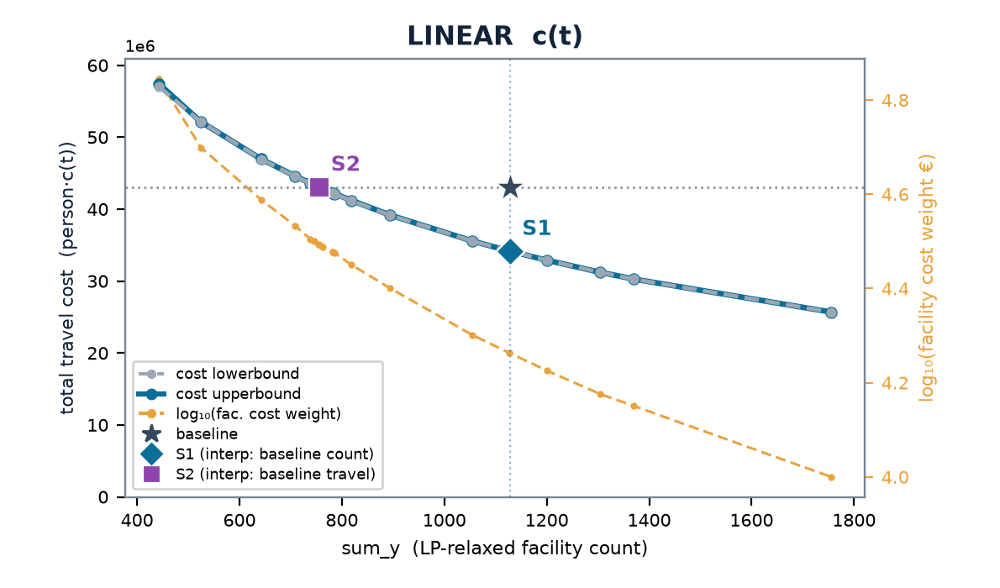 LINEAR  c(t)
1e6
60
50
40
30
20
10
0
total travel cost  (person·c(t))
S2
S1
4.8
4.6
4.4
4.2
4.0
log₁₀(facility cost weight €)
cost lowerbound
cost upperbound
log₁₀(fac. cost weight)
baseline
S1 (interp: baseline count)
S2 (interp: baseline travel)
400 600 800 1000 1200 1400 1600 1800
sum_y  (LP-relaxed facility count)